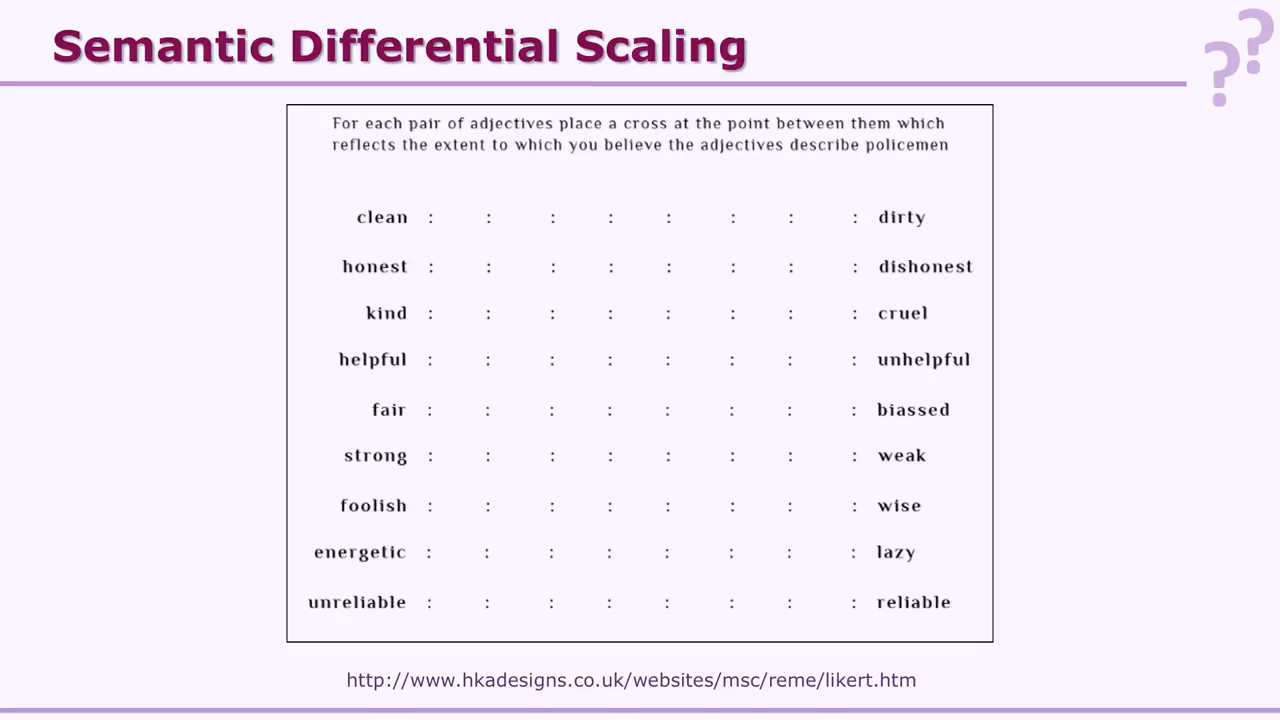 Semantic Differential Scaling
??
For each pair of adjectives place a cross at the point between them which
reflects the extent to which you believe the adjectives describe policemen
clean : : : : : : : : dirty
honest : : : : : : : : dishonest
kind : : : : : : : : cruel
helpful : : : : : : : : unhelpful
fair : : : : : : : : biassed
strong : : : : : : : : weak
foolish : : : : : : : : wise
energetic : : : : : : : : lazy
unreliable : : : : : : : : reliable
http://www.hkadesigns.co.uk/websites/msc/reme/likert.htm